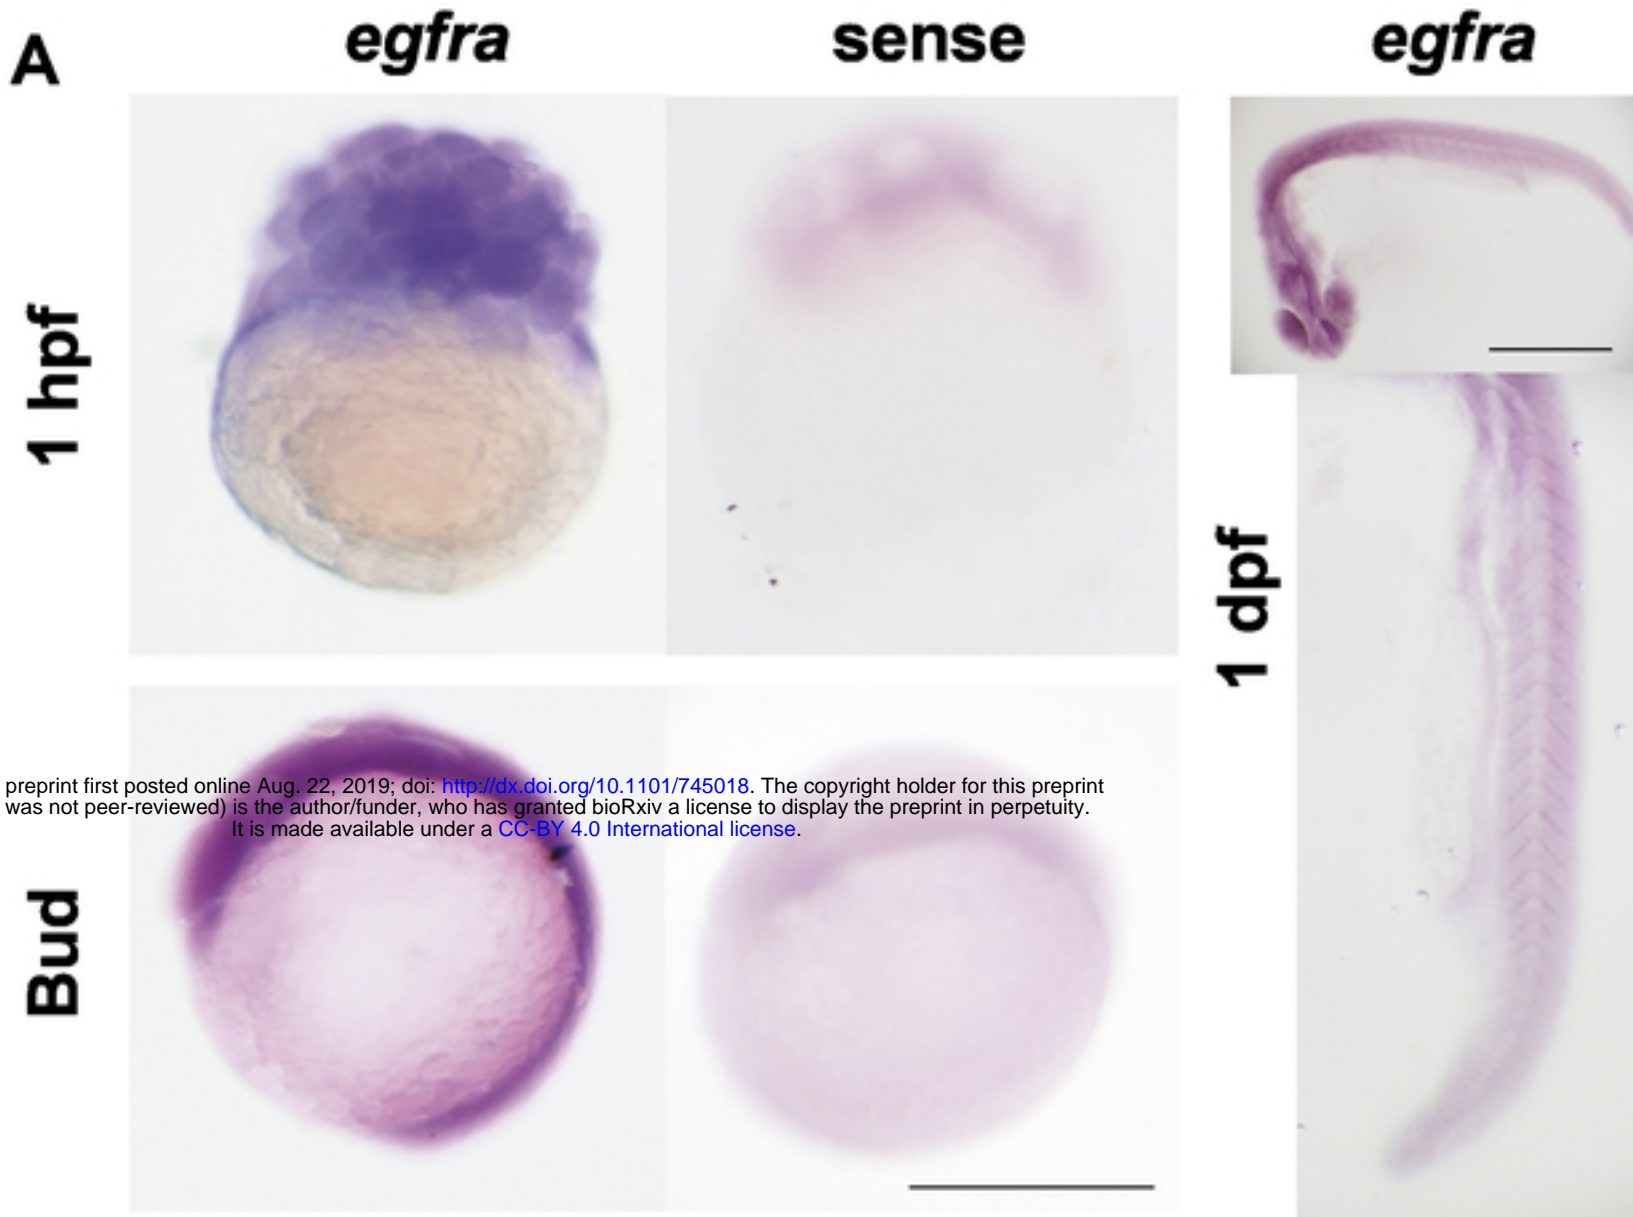 A
egfra
sense
egfra
1 hpf
1 dpf
preprint first posted online Aug. 22, 2019; doi: http://dx.doi.org/10.1101/745018. The copyright holder for this preprint
was not peer-reviewed) is the author/funder, who has granted bioRxiv a license to display the preprint in perpetuity.
It is made available under a CC-BY 4.0 International license.
Bud